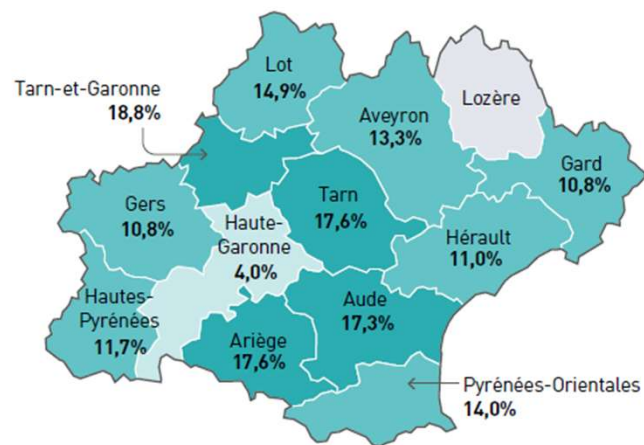 Lot
14,9%
Tarn-et-Garonne
18,8%
Aveyron
13,3%
Lozère
Gard
10,8%
Gers
10,8%
Haute-
Garonne
4,0%
Tarn
17,6%
Hérault
11,0%
Hautes-
Pyrénées
11,7%
Ariège
17,6%
Aude
17,3%
Pyrénées-Orientales
14,0%